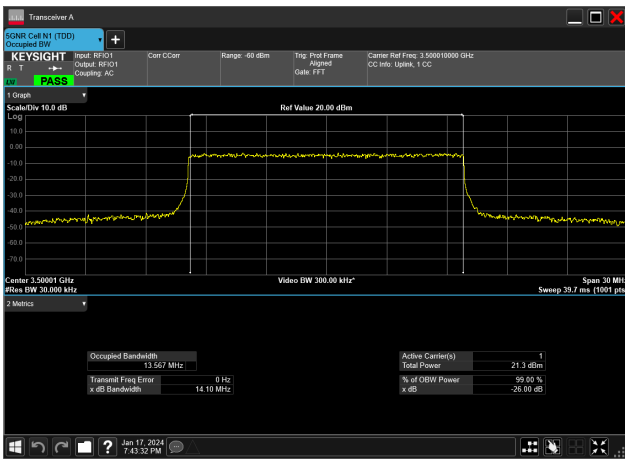 Transceiver A
5GNR Cell N1 (TDD)
Occupied BW
KEYSIGHT
R T
LNI
PASS
Input: RFIO1
Output: RFIO1
Coupling: AC
Corr CCorr
Range: -60 dBm
Trig: Prot Frame
Aligned
Gate: FFT
Carrier Ref Freq: 3.500010000 GHz
CC Info: Uplink, 1 CC
1 Graph
Scale/Div 10.0 dB
Ref Value 20.00 dBm
Log
10.0
0.00
-10.0
-20.0
-30.0
-40.0
-50.0
-60.0
-70.0
Center 3.50001 GHz
Video BW 300.00 kHz*
Span 30 MHz
#Res BW 30.000 kHz
Sweep 39.7 ms (1001 pts
2 Metrics
Occupied Bandwidth
13.567 MHz
Active Carrier(s) 1
Total Power 21.3 dBm
Transmit Freq Error 0 Hz
x dB Bandwidth 14.10 MHz
% of OBW Power 99.00 %
x dB -26.00 dB
?
Jan 17, 2024
7:43:32 PM